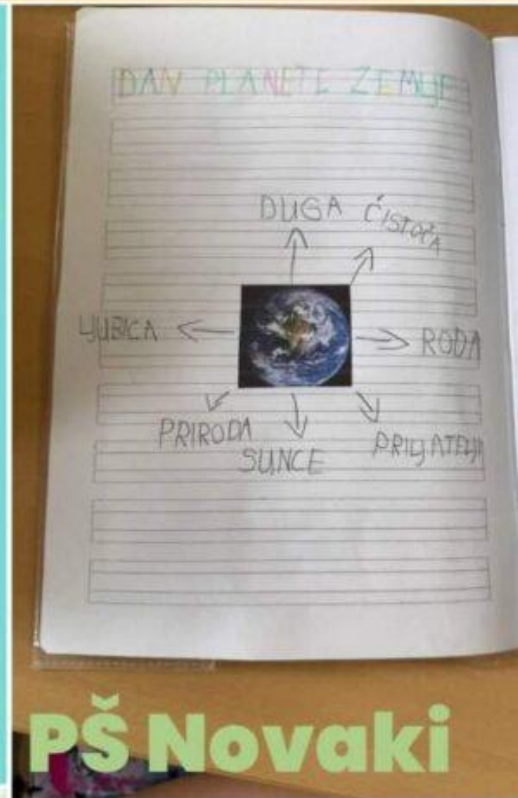 DAN PLANETE ZEMLJE
DUGA ČISTOĆA
LJUBICA
RODA
PRIRODA
SUNCE
PRIJATELJI
PŠ Novaki